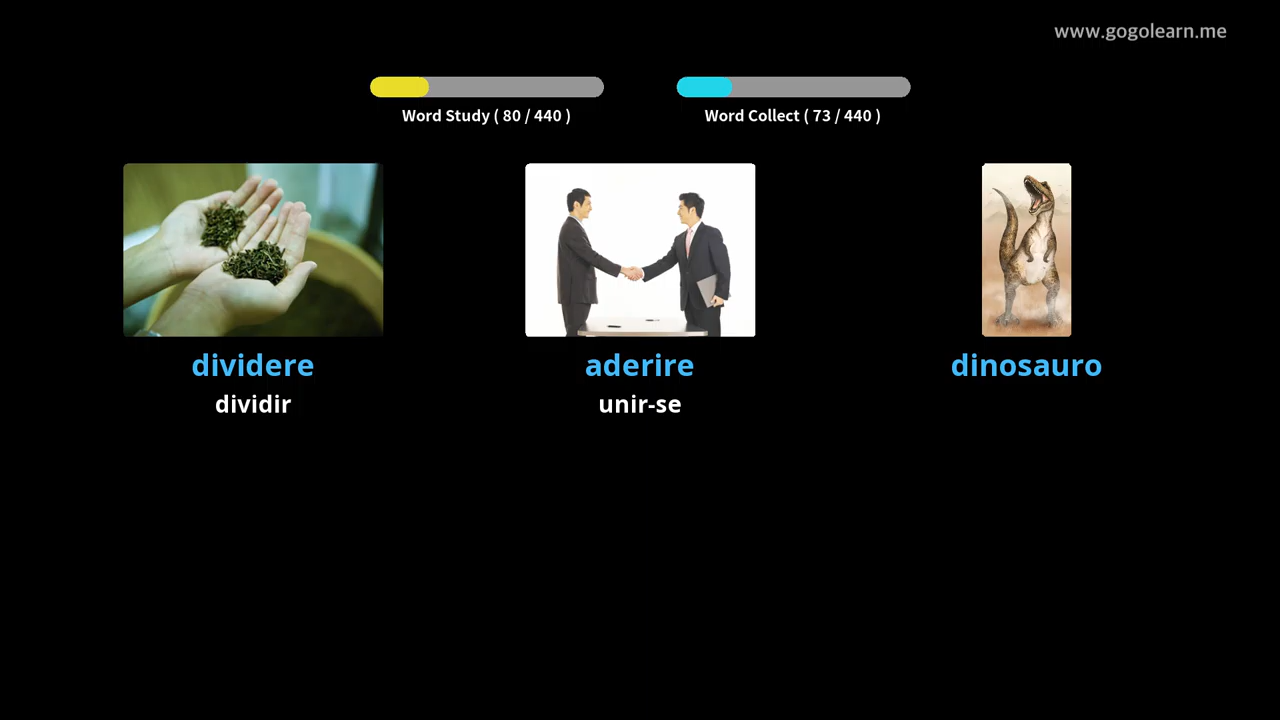 www.gogolearn.me
Word Study ( 80 / 440 )
Word Collect ( 73 / 440 )
dividere
dividir
aderire
unir-se
dinosauro